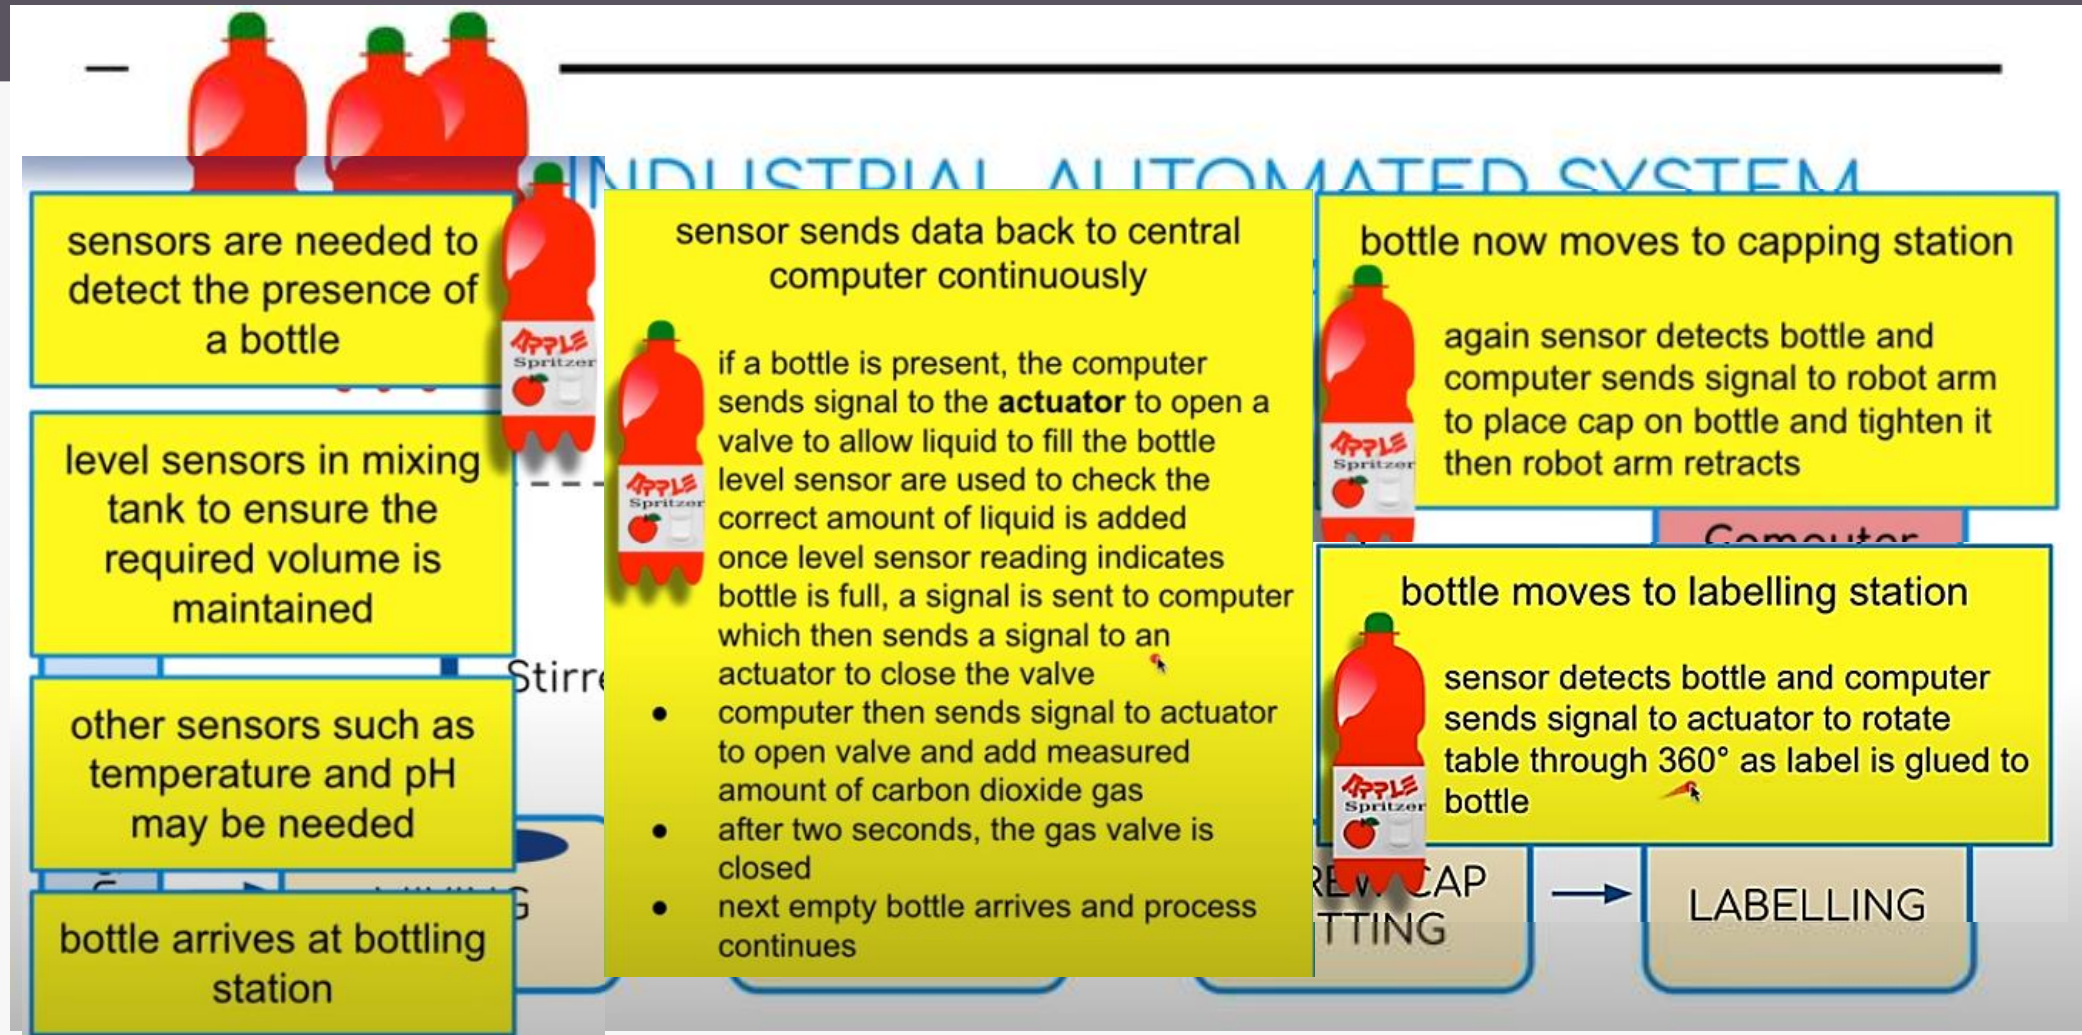 INDUSTRIAL AUTOMATED SYSTEM
sensors are needed to
detect the presence of
a bottle
level sensors in mixing
tank to ensure the
required volume is
maintained
other sensors such as
temperature and pH
may be needed
bottle arrives at bottling
station
APPLE
Spritzer
Stirre
G
sensor sends data back to central
computer continuously
if a bottle is present, the computer
sends signal to the actuator to open a
valve to allow liquid to fill the bottle
level sensor are used to check the
correct amount of liquid is added
once level sensor reading indicates
bottle is full, a signal is sent to computer
which then sends a signal to an
actuator to close the valve
● computer then sends signal to actuator
to open valve and add measured
amount of carbon dioxide gas
● after two seconds, the gas valve is
closed
● next empty bottle arrives and process
continues
APPLE
Spritzer
bottle now moves to capping station
again sensor detects bottle and
computer sends signal to robot arm
to place cap on bottle and tighten it
then robot arm retracts
APPLE
Spritzer
Computer
bottle moves to labelling station
sensor detects bottle and computer
sends signal to actuator to rotate
table through 360° as label is glued to
bottle
APPLE
Spritzer
CAP
TTING
LABELLING